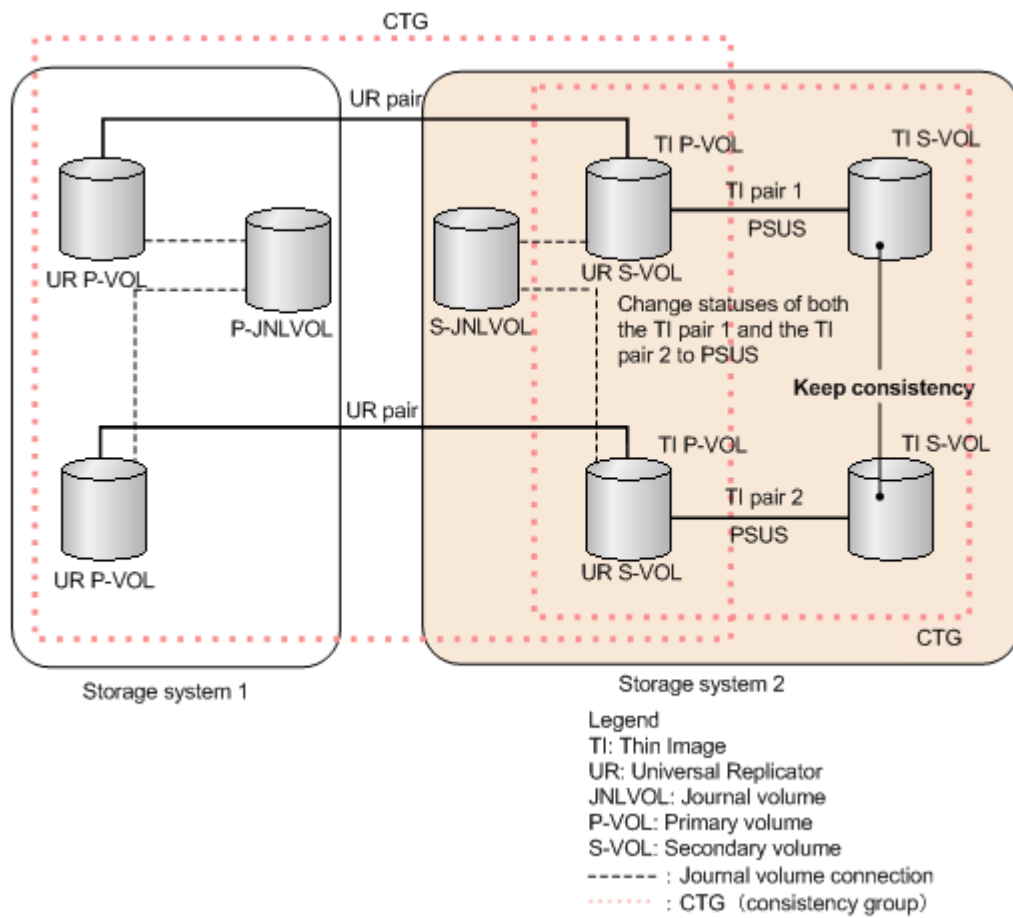 CTG
UR pair
TI P-VOL
TI S-VOL
TI pair 1
PSUS
UR P-VOL
P-JNLVOL
S-JNLVOL
UR S-VOL
Change statuses of both
the TI pair 1 and the TI
pair 2 to PSUS
Keep consistency
UR pair
TI P-VOL
TI S-VOL
TI pair 2
PSUS
UR P-VOL
UR S-VOL
CTG
Storage system 1
Storage system 2
Legend
TI: Thin Image
UR: Universal Replicator
JNLVOL: Journal volume
P-VOL: Primary volume
S-VOL: Secondary volume
: Journal volume connection
: CTG (consistency group)